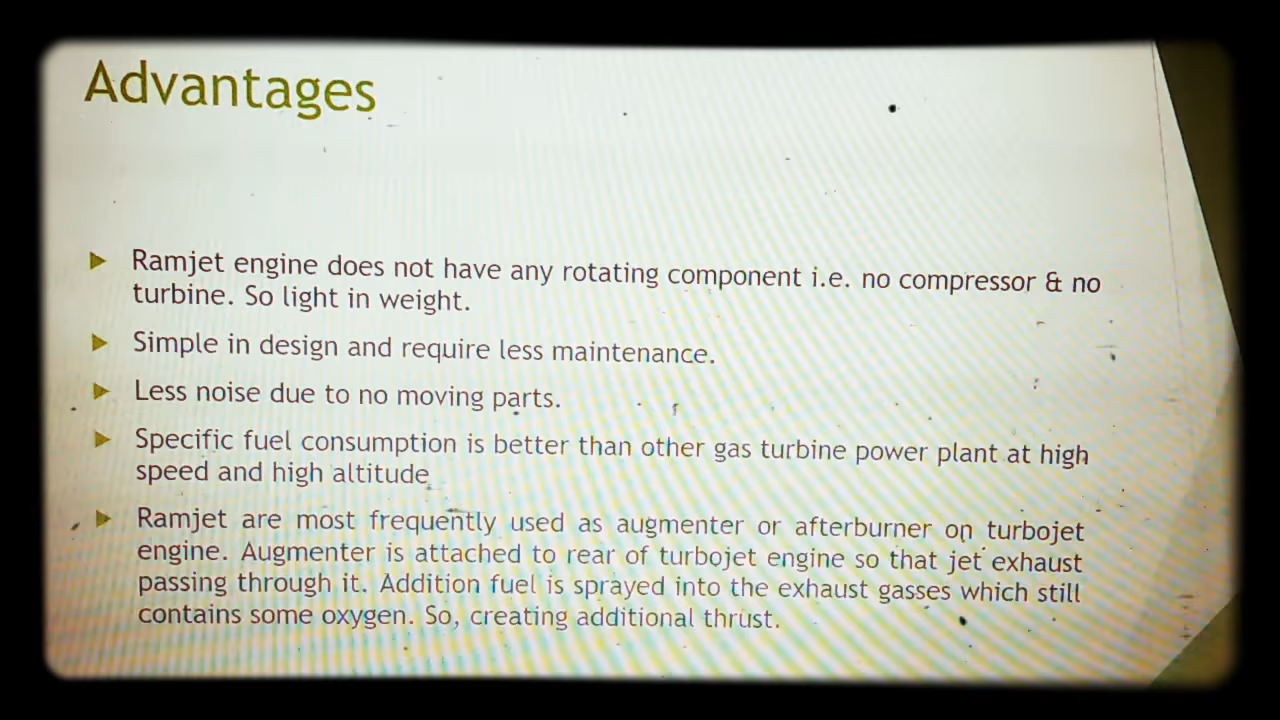 Advantages
Ramjet engine does not have any rotating component i.e. no compressor & no
turbine. So light in weight.
Simple in design and require less maintenance.
Less noise due to no moving parts.
Specific fuel consumption is better than other gas turbine power plant at high
speed and high altitude
Ramjet are most frequently used as augmenter or afterburner on turbojet
engine. Augmenter is attached to rear of turbojet engine so that jet exhaust
passing through it. Addition fuel is sprayed into the exhaust gasses which still
contains some oxygen. So, creating additional thrust.